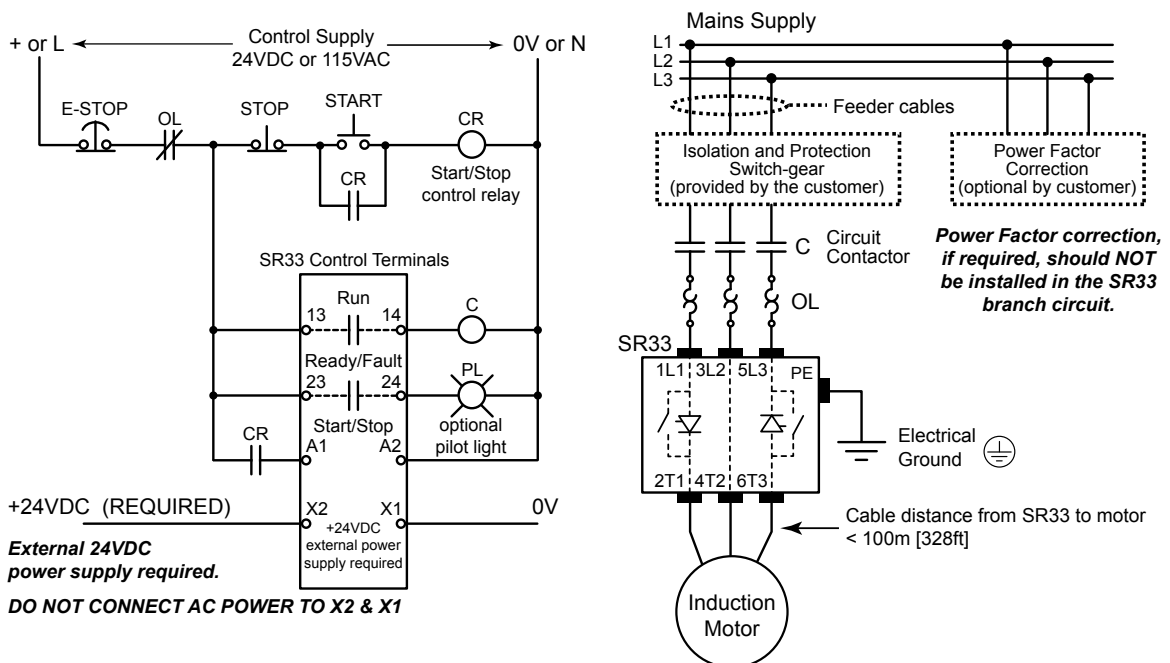 + or L
Control Supply
24VDC or 115VAC
0V or N
E-STOP
OL
STOP
START
CR
Start/Stop
control relay
CR
SR33 Control Terminals
Run
13
14
C
Ready/Fault
23
24
PL
optional
pilot light
Start/Stop
CR
A1
A2
+24VDC (REQUIRED)
X2
X1
0V
+24VDC
external power
supply required
External 24VDC
power supply required.
DO NOT CONNECT AC POWER TO X2 & X1
Mains Supply
L1
L2
L3
Feeder cables
Isolation and Protection
Switch-gear
(provided by the customer)
Power Factor
Correction
(optional by customer)
C
Circuit
Contactor
Power Factor correction,
if required, should NOT
be installed in the SR33
branch circuit.
OL
SR33
1L1 3L2 5L3
PE
Electrical
Ground
2T1 4T2 6T3
Cable distance from SR33 to motor
< 100m [328ft]
Induction
Motor